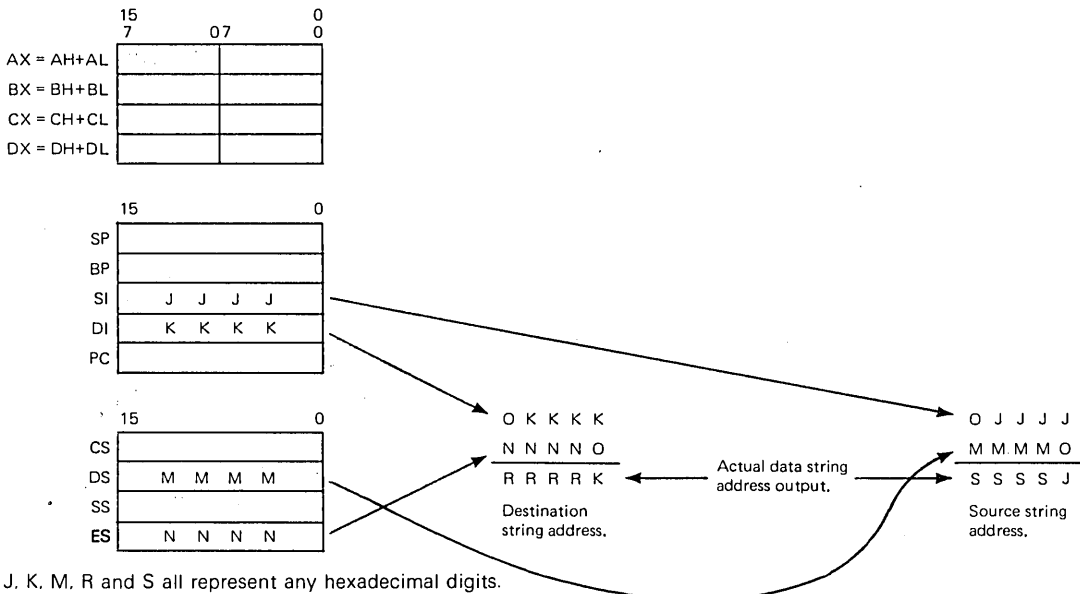 15 0
7 0 7 0
AX = AH+AL
BX = BH+BL
CX = CH+CL
DX = DH+DL
15 0
SP
BP
SI J J J J
DI K K K K
PC
15 0
CS
DS M M M M
SS
ES N N N N
O K K K K
N N N N O
R R R R K
Destination
string address.
Actual data string
address output.
O J J J J
M M M M O
S S S S J
Source string
address.
J, K, M, R and S all represent any hexadecimal digits.